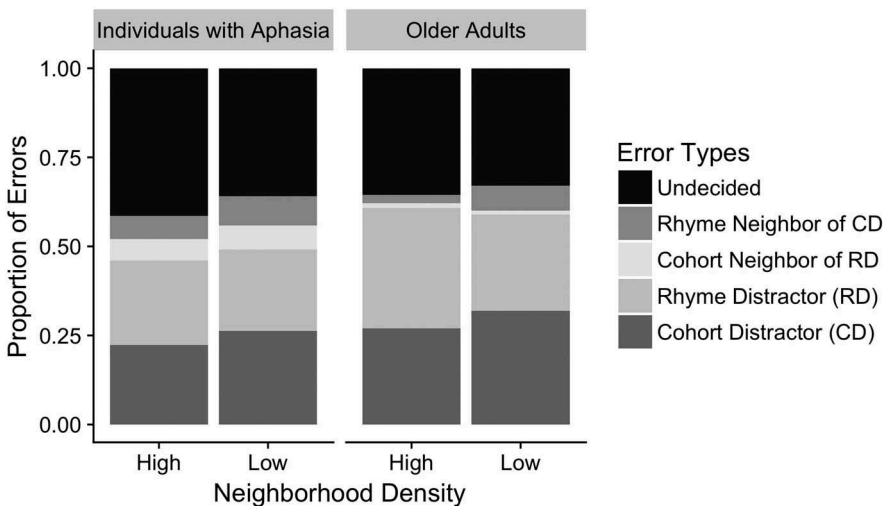 Individuals with Aphasia
Older Adults
Proportion of Errors
1.00
0.75
0.50
0.25
0.00
High
Low
High
Low
Neighborhood Density
Error Types
Undecided
Rhyme Neighbor of CD
Cohort Neighbor of RD
Rhyme Distractor (RD)
Cohort Distractor (CD)